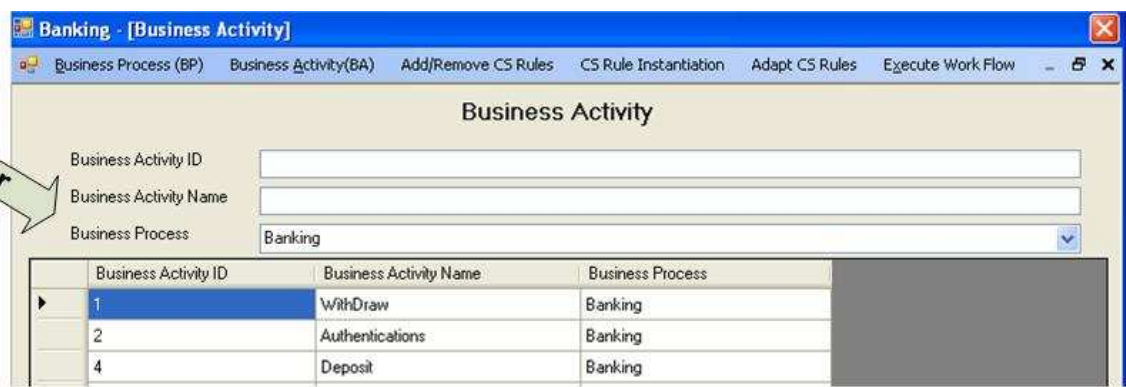 Banking - [Business Activity]
Business Process (BP) Business Activity(BA) Add/Remove CS Rules CS Rule Instantiation Adapt CS Rules Execute Work Flow
Business Activity
Business Activity ID
Business Activity Name
Business Process Banking
Business Activity ID Business Activity Name Business Process
1 WithDraw Banking
2 Authentications Banking
4 Deposit Banking